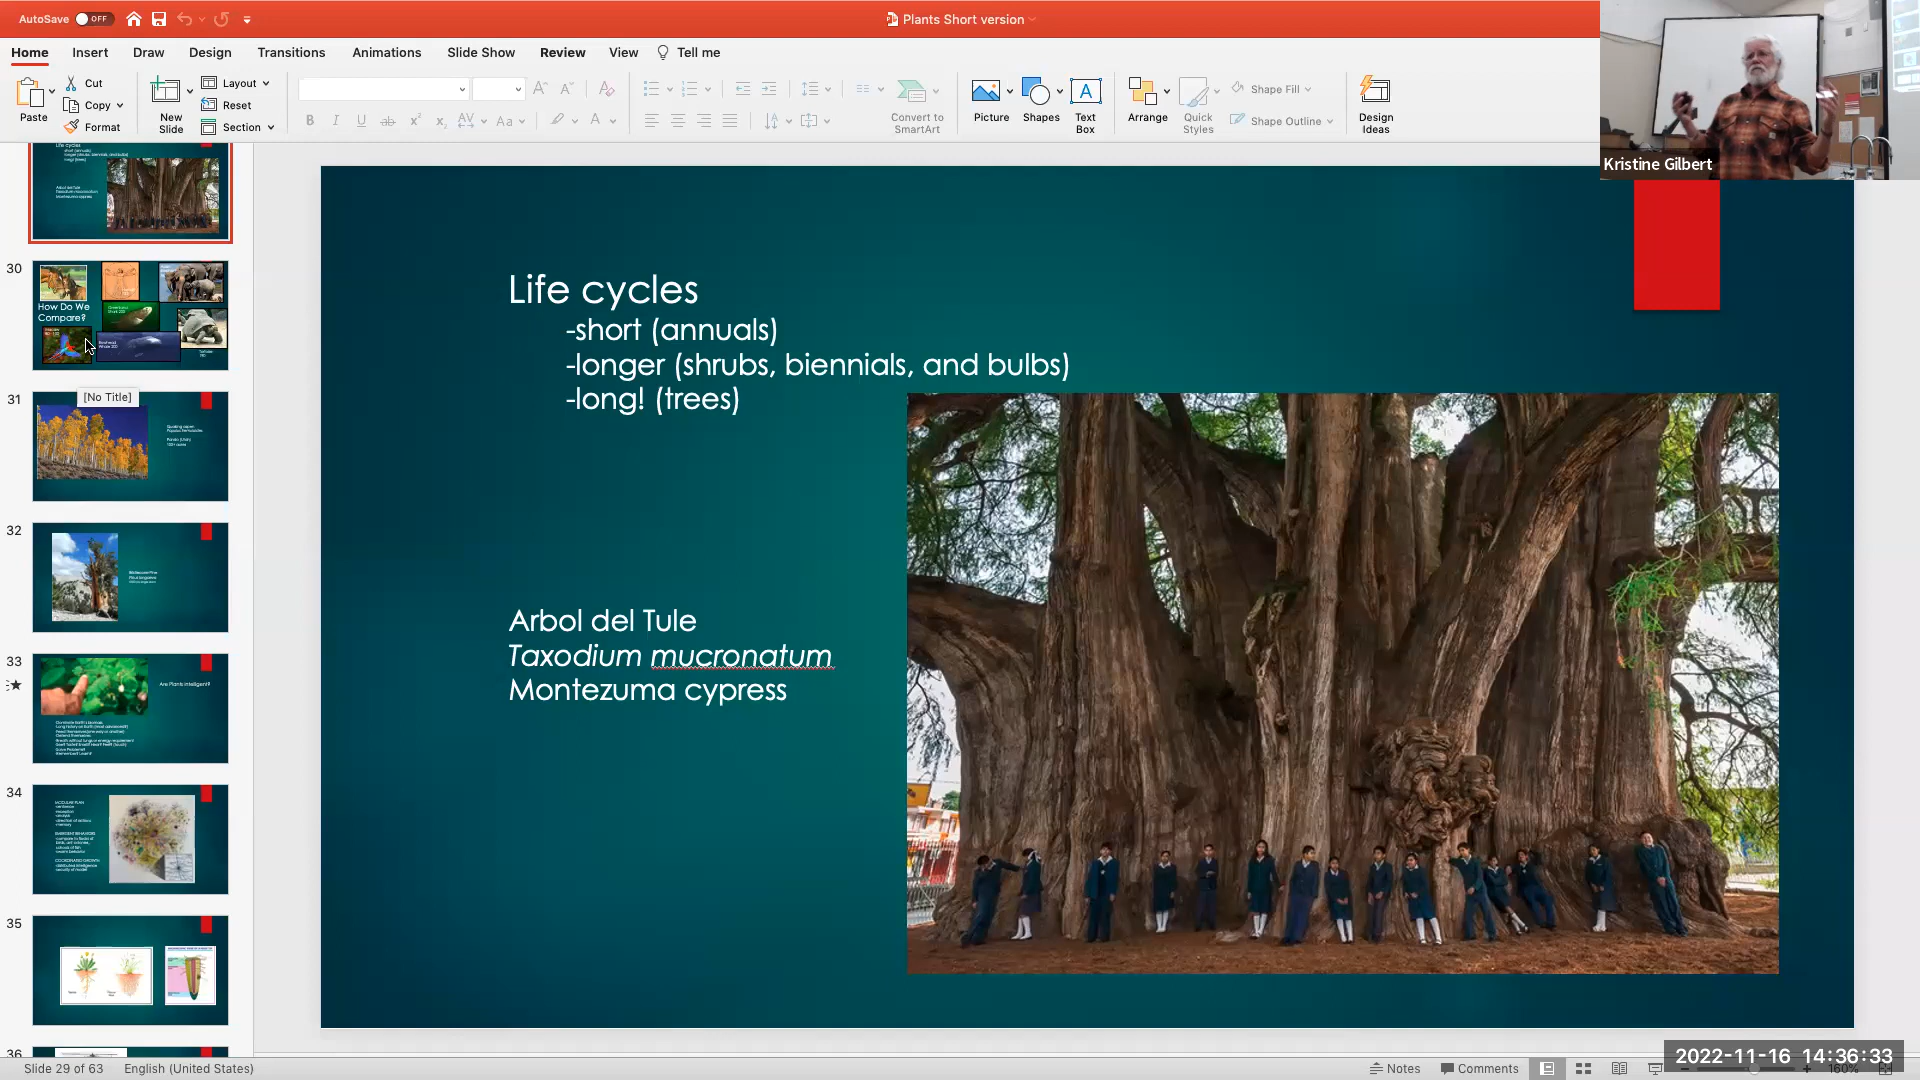 AutoSave OFF
Plants Short version
Home Insert Draw Design Transitions Animations Slide Show Review View Tell me
Paste
Cut
Copy
Format
New Slide
Layout
Reset
Section
Convert to SmartArt
Picture
Shapes
Text Box
Arrange
Quick Styles
Shape Fill
Shape Outline
Design Ideas
Kristine Gilbert
30
How Do We
Compare?
31
[No Title]
32
33
Are Plants Intelligent?
34
35
36
Life cycles
-short (annuals)
-longer (shrubs, biennials, and bulbs)
-long! (trees)
Arbol del Tule
Taxodium mucronatum
Montezuma cypress
Slide 29 of 63 English (United States)
Notes Comments
2022-11-16 14:36:33
160%